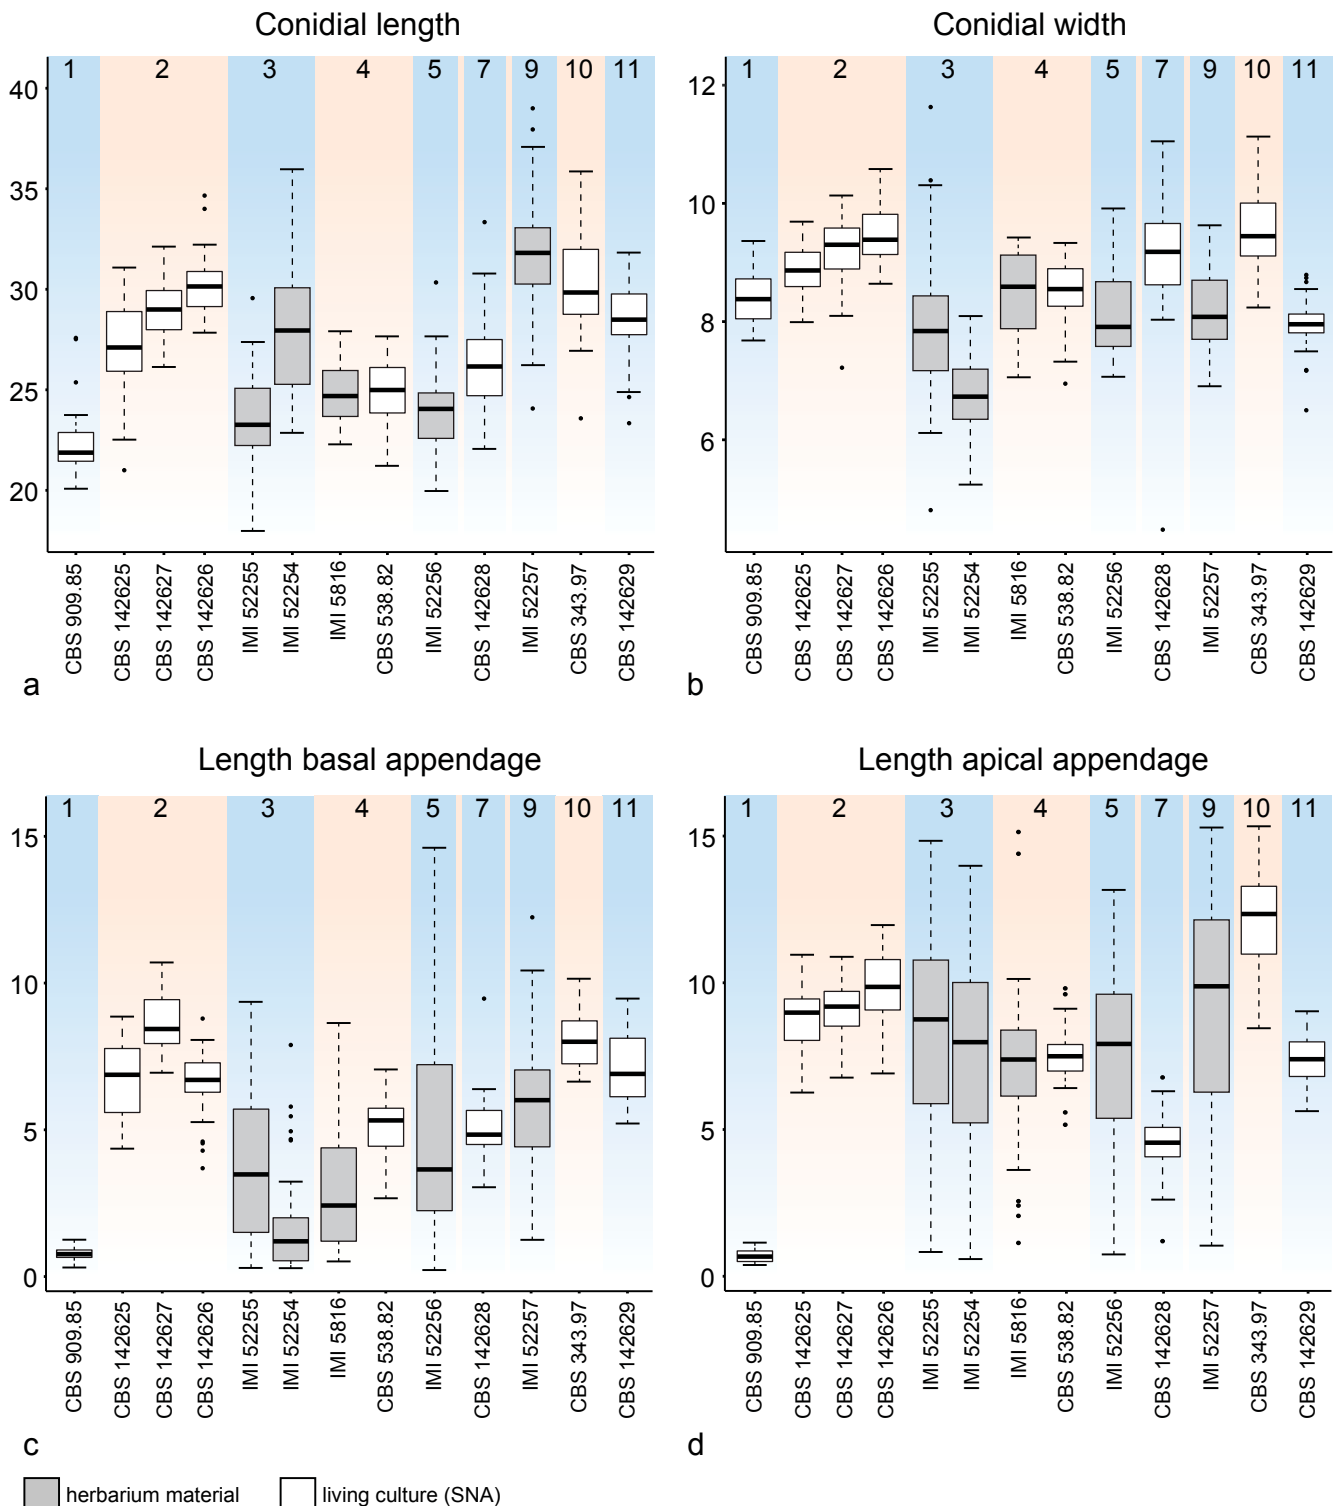 Conidial length
1 2 3 4 5 7 9 10 11
40
35
30
25
20
CBS 909.85
CBS 142625
CBS 142627
CBS 142626
IMI 52255
IMI 52254
IMI 5816
CBS 538.82
IMI 52256
CBS 142628
IMI 52257
CBS 343.97
CBS 142629
a
Conidial width
1 2 3 4 5 7 9 10 11
12
10
8
6
CBS 909.85
CBS 142625
CBS 142627
CBS 142626
IMI 52255
IMI 52254
IMI 5816
CBS 538.82
IMI 52256
CBS 142628
IMI 52257
CBS 343.97
CBS 142629
b
Length basal appendage
1 2 3 4 5 7 9 10 11
15
10
5
0
CBS 909.85
CBS 142625
CBS 142627
CBS 142626
IMI 52255
IMI 52254
IMI 5816
CBS 538.82
IMI 52256
CBS 142628
IMI 52257
CBS 343.97
CBS 142629
c
Length apical appendage
1 2 3 4 5 7 9 10 11
15
10
5
0
CBS 909.85
CBS 142625
CBS 142627
CBS 142626
IMI 52255
IMI 52254
IMI 5816
CBS 538.82
IMI 52256
CBS 142628
IMI 52257
CBS 343.97
CBS 142629
d
herbarium material
living culture (SNA)